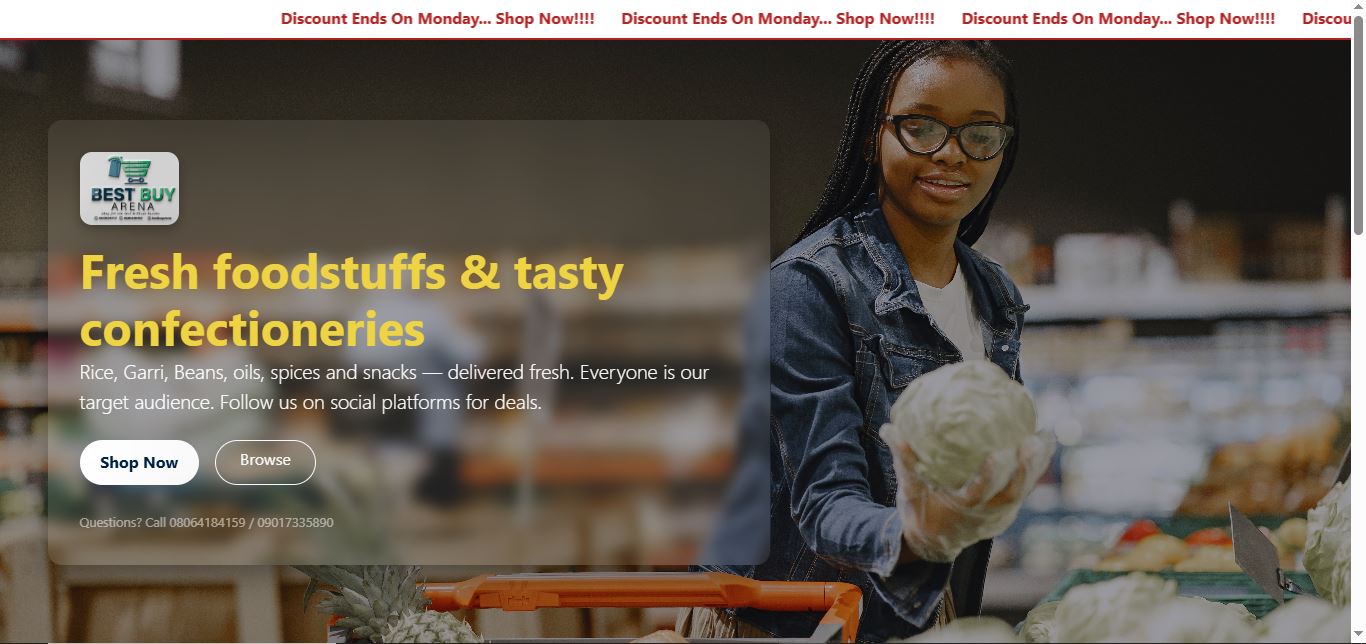 Discount Ends On Monday... Shop Now!!!! Discount Ends On Monday... Shop Now!!!! Discount Ends On Monday... Shop Now!!!! Discou
BEST BUY
ARENA
Fresh foodstuffs & tasty
confectioneries
Rice, Garri, Beans, oils, spices and snacks — delivered fresh. Everyone is our
target audience. Follow us on social platforms for deals.
Shop Now Browse
Questions? Call 08064184159 / 09017335890